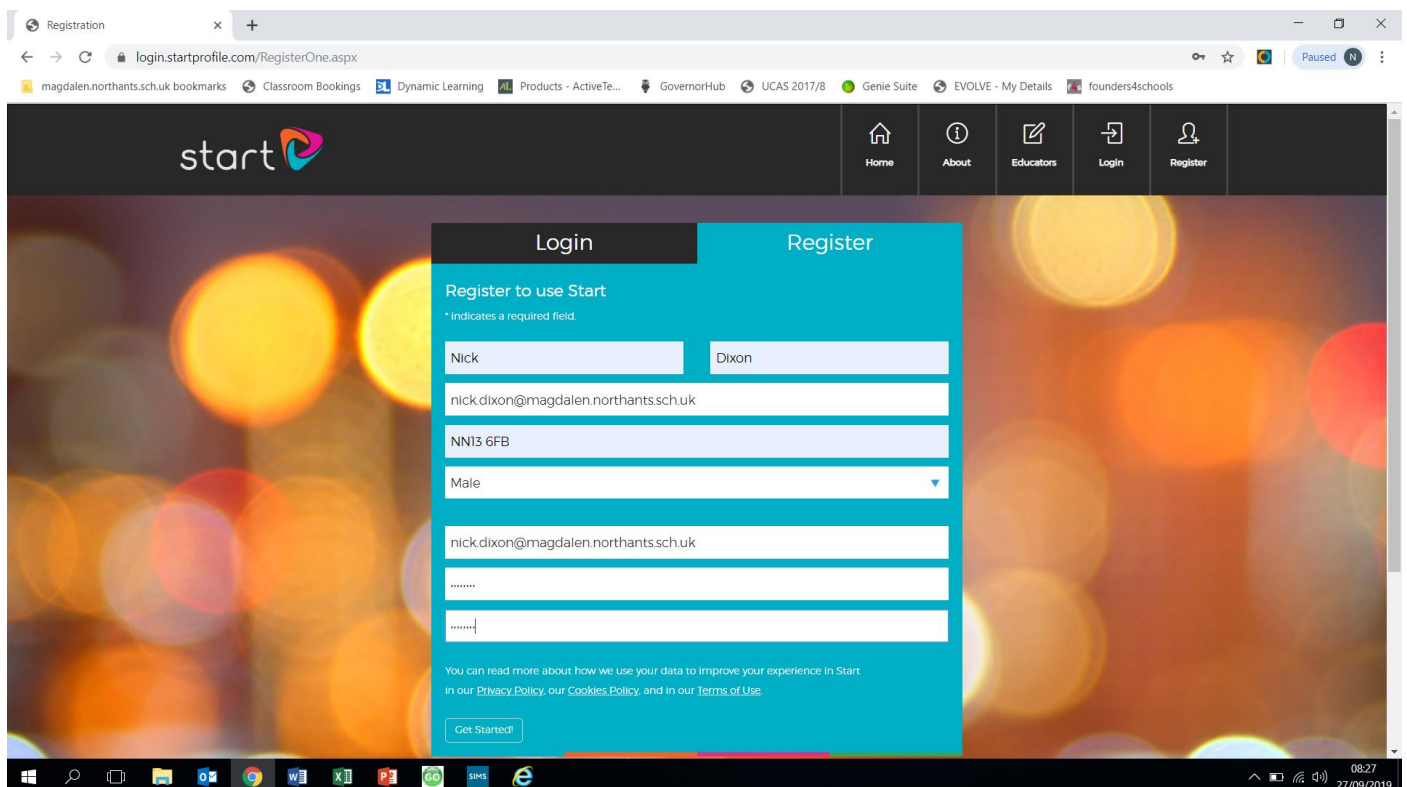 Registration
login.startprofile.com/RegisterOne.aspx
Paused N
magdalen.northants.sch.uk bookmarks Classroom Bookings DL Dynamic Learning AL Products - ActiveTe... GovernorHub UCAS 2017/8 Genie Suite EVOLVE - My Details founders4schools
start
Home About Educators Login Register
Login Register
Register to use Start
* indicates a required field.
Nick Dixon
nick.dixon@magdalen.northants.sch.uk
NN13 6FB
Male
nick.dixon@magdalen.northants.sch.uk
........
........
You can read more about how we use your data to improve your experience in Start
in our Privacy Policy, our Cookies Policy, and in our Terms of Use.
Get Started!
GO SIMS
08:27
27/09/2019